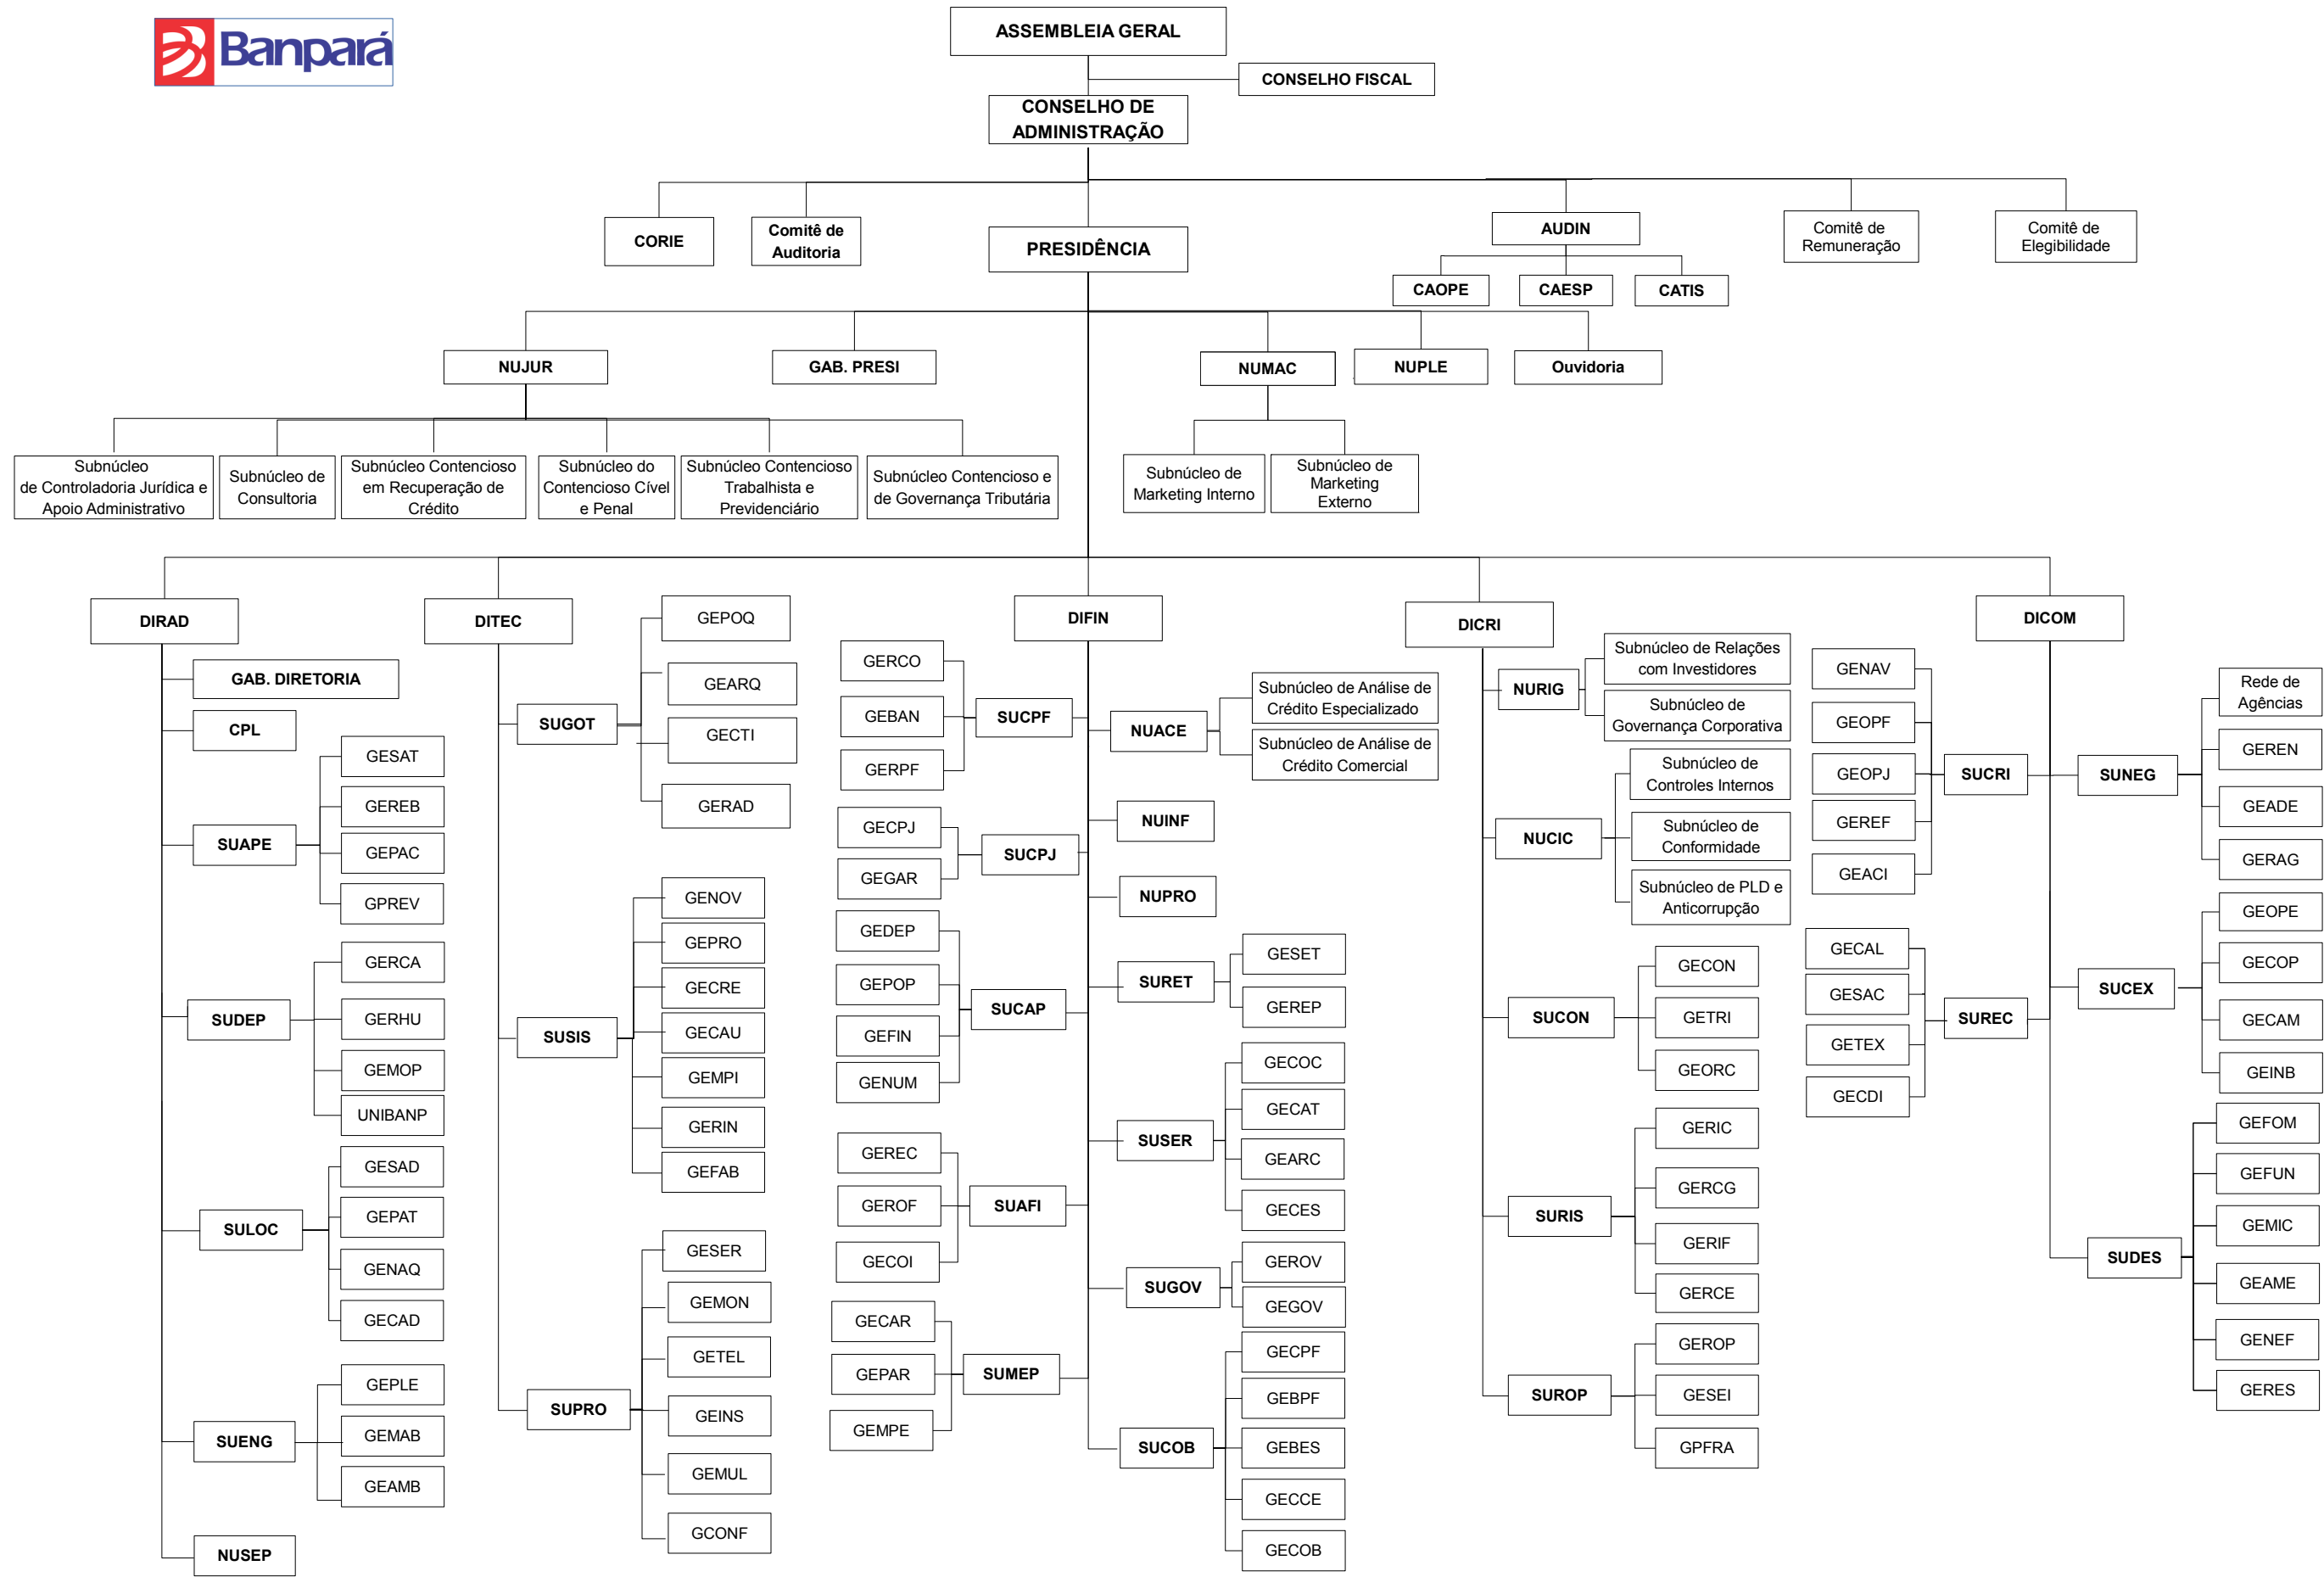 Banpará
ASSEMBLEIA GERAL
CONSELHO FISCAL
CONSELHO DE
ADMINISTRAÇÃO
CORIE
Comitê de
Auditoria
PRESIDÊNCIA
AUDIN
Comitê de
Remuneração
Comitê de
Elegibilidade
CAOPE
CAESP
CATIS
NUJUR
GAB. PRESI
NUMAC
NUPLE
Ouvidoria
Subnúcleo
de Controladoria Jurídica e
Apoio Administrativo
Subnúcleo de
Consultoria
Subnúcleo Contencioso
em Recuperação de
Crédito
Subnúcleo do
Contencioso Cível
e Penal
Subnúcleo Contencioso
Trabalhista e
Previdenciário
Subnúcleo Contencioso e
de Governança Tributária
Subnúcleo de
Marketing Interno
Subnúcleo de
Marketing
Externo
DIRAD
GAB. DIRETORIA
CPL
SUAPE
GESAT
GEREB
GEPAC
GPREV
SUDEP
GERCA
GERHU
GEMOP
UNIBANP
SULOC
GESAD
GEPAT
GENAQ
GECAD
SUENG
GEPLE
GEMAB
GEAMB
NUSEP
DITEC
SUGOT
GEPOQ
GEARQ
GECTI
GERAD
SUSIS
GENOV
GEPRO
GECRE
GECAU
GEMPI
GERIN
GEFAB
SUPRO
GESER
GEMON
GETEL
GEINS
GEMUL
GCONF
DIFIN
GERCO
GEBAN
GERPF
SUCPF
GECPJ
GEGAR
SUCPJ
GEDEP
GEPOP
GEFIN
GENUM
SUCAP
GEREC
GEROF
GECOI
SUAFI
GECAR
GEPAR
GEMPE
SUMEP
NUACE
Subnúcleo de Análise de
Crédito Especializado
Subnúcleo de Análise de
Crédito Comercial
NUINF
NUPRO
SURET
GESET
GEREP
SUSER
GECOC
GECAT
GEARC
GECES
SUGOV
GEROV
GEGOV
SUCOB
GECPF
GEBPF
GEBES
GECCE
GECOB
DICRI
NURIG
Subnúcleo de Relações
com Investidores
Subnúcleo de
Governança Corporativa
NUCIC
Subnúcleo de
Controles Internos
Subnúcleo de
Conformidade
Subnúcleo de PLD e
Anticorrupção
SUCON
GECON
GETRI
GEORC
SURIS
GERIC
GERCG
GERIF
GERCE
SUROP
GEROP
GESEI
GPFRA
DICOM
GENAV
GEOPF
GEOPJ
GEREF
GEACI
SUCRI
GECAL
GESAC
GETEX
GECDI
SUREC
SUNEG
Rede de
Agências
GEREN
GEADE
GERAG
SUCEX
GEOPE
GECOP
GECAM
GEINB
SUDES
GEFOM
GEFUN
GEMIC
GEAME
GENEF
GERES